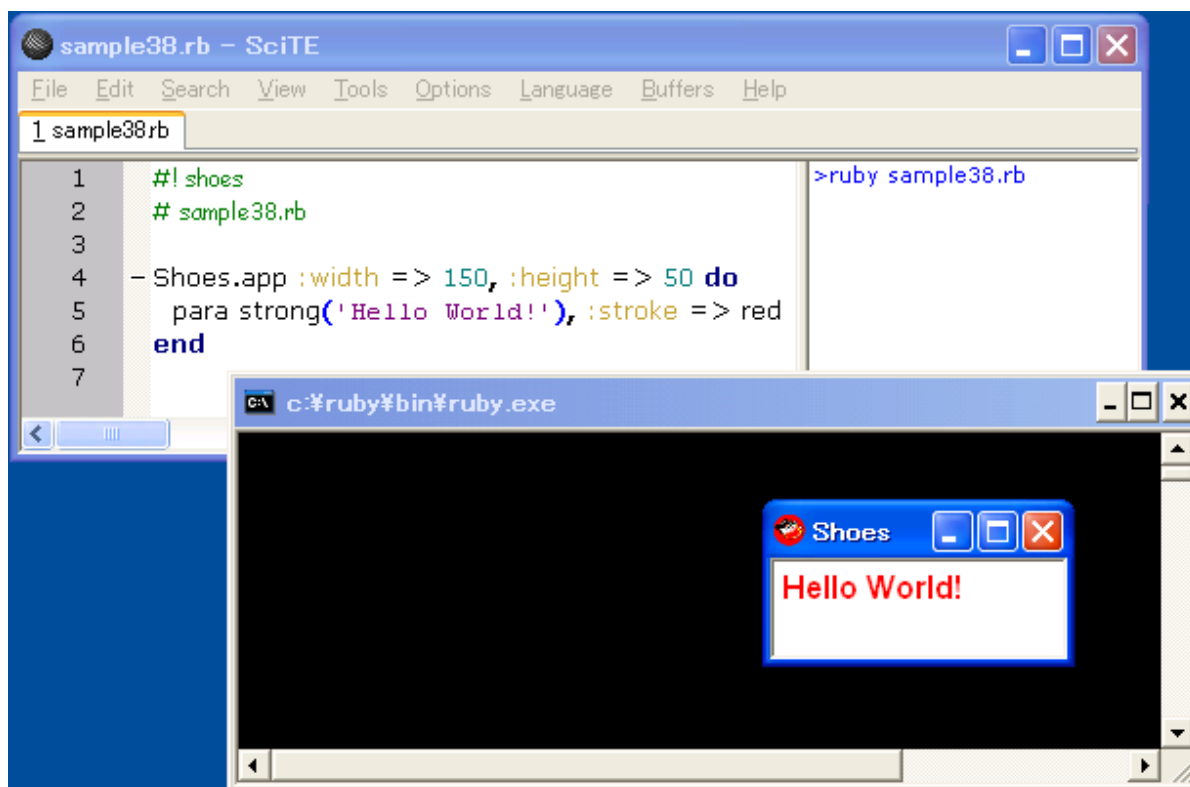 sample38.rb - SciTE
File Edit Search View Tools Options Language Buffers Help
1 sample38.rb
1 #! shoes
2 # sample38.rb
3
4 Shoes.app :width => 150, :height => 50 do
5 para strong('Hello World!'), :stroke => red
6 end
7
>ruby sample38.rb
c:¥ruby¥bin¥ruby.exe
Shoes
Hello World!